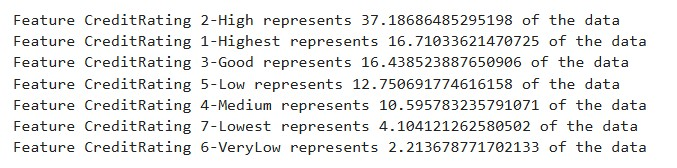 Feature CreditRating 2-High represents 37.18686485295198 of the data
Feature CreditRating 1-Highest represents 16.71033621470725 of the data
Feature CreditRating 3-Good represents 16.438523887650906 of the data
Feature CreditRating 5-Low represents 12.750691774616158 of the data
Feature CreditRating 4-Medium represents 10.595783235791071 of the data
Feature CreditRating 7-Lowest represents 4.104121262580502 of the data
Feature CreditRating 6-VeryLow represents 2.213678771702133 of the data